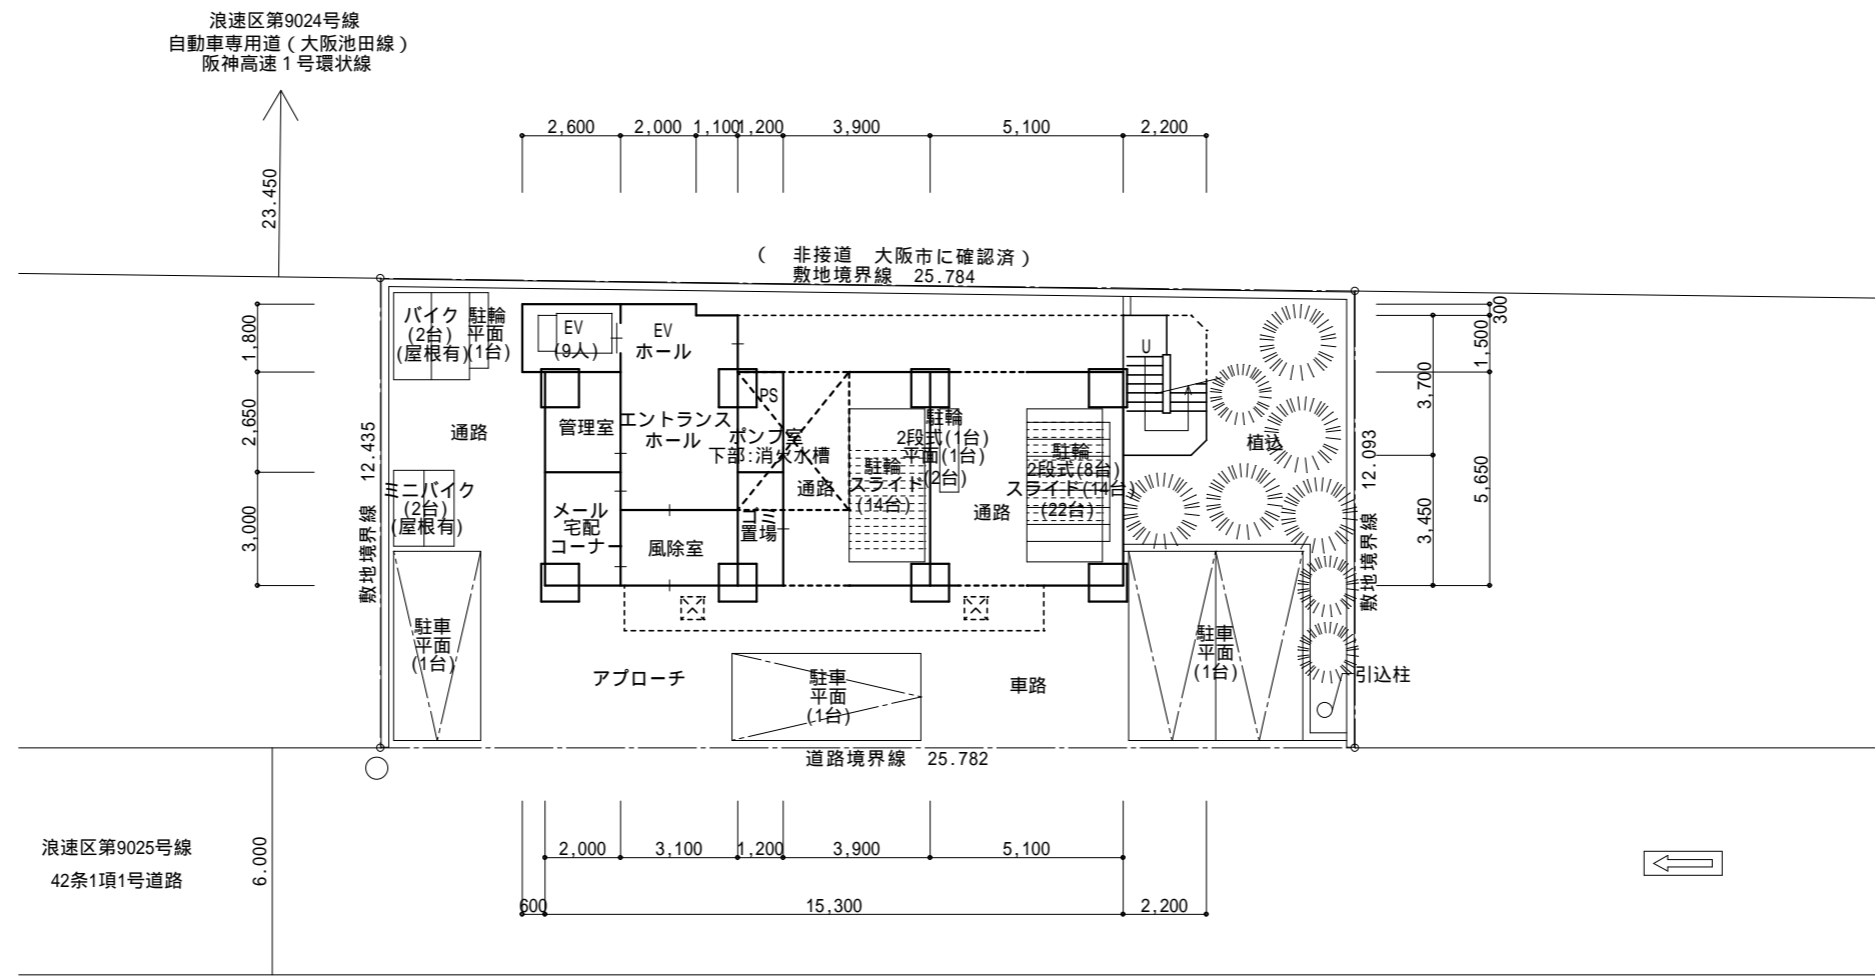 浪速区第9024号線
自動車専用道（大阪池田線）
阪神高速１号環状線
23.450
2,600
2,000
1,100
1,200
3,900
5,100
2,200
（　非接道　大阪市に確認済）
敷地境界線　25.784
1,800
2,650
3,000
敷地境界線　12.435
バイク
(2台)
(屋根有)
駐輪
平面
(1台)
EV
(9人)
EV
ホール
通路
管理室
エントランス
ホール
PS
ポンプ室
下部:消火水槽
通路
駐輪
スライド
(14台)
駐輪
2段式(1台)
平面(1台)
(2台)
通路
駐輪
2段式(8台)
スライド(14台)
(22台)
U
植込
ミニバイク
(2台)
(屋根有)
メール
宅配
コーナー
風除室
ゴミ
置場
駐車
平面
(1台)
アプローチ
駐車
平面
(1台)
車路
駐車
平面
(1台)
引込柱
敷地境界線　12.093
300
1,500
3,700
5,650
3,450
道路境界線　25.782
浪速区第9025号線
42条1項1号道路
6.000
2,000
3,100
1,200
3,900
5,100
600
15,300
2,200